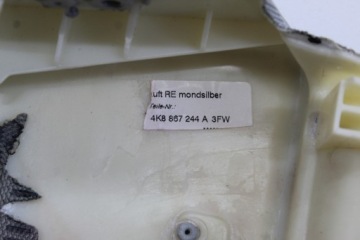 uft RE mondsilber
Teile-Nr.:
4K8 867 244 A 3FW